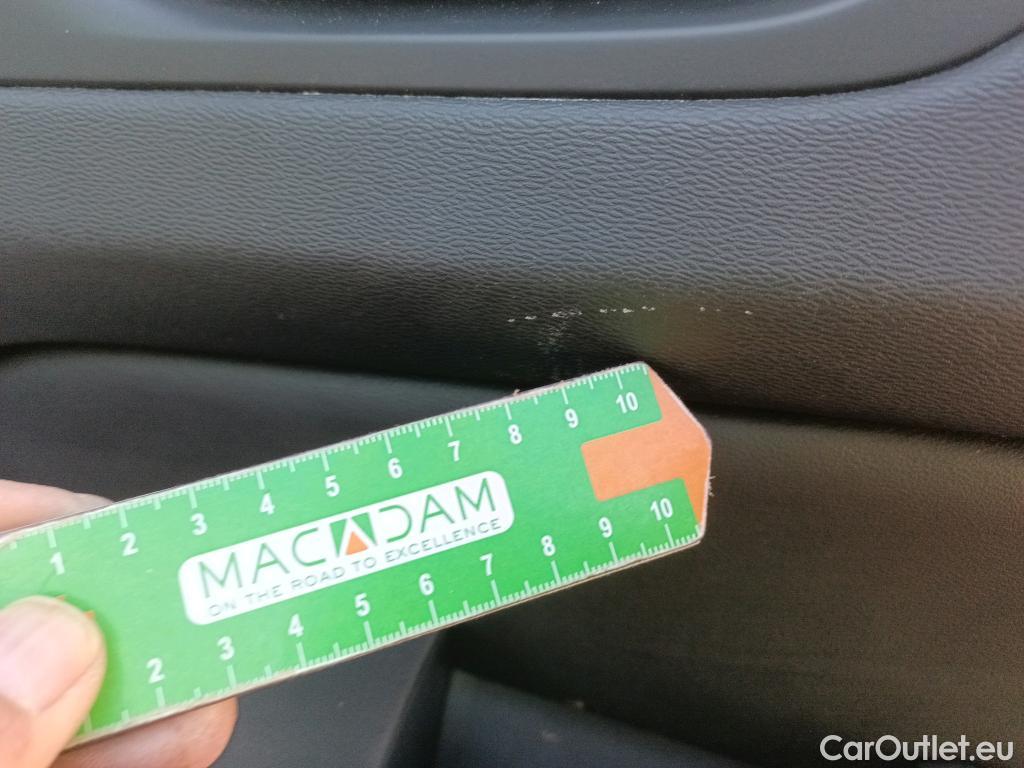 1 2 3 4 5 6 7 8 9 10
MACADAM
ON THE ROAD TO EXCELLENCE
2 3 4 5 6 7 8 9 10
CarOutlet.eu